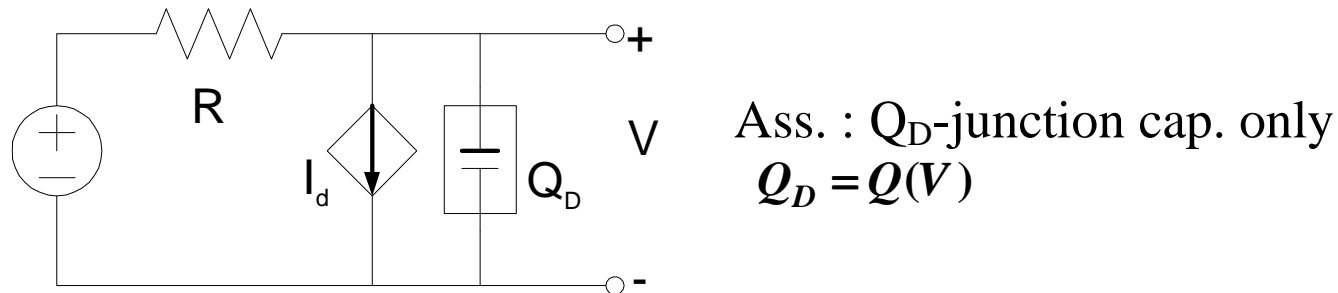 +
R
V
I_d
Q_D
-
+
−
Ass. : Q_D-junction cap. only
Q_D = Q(V)